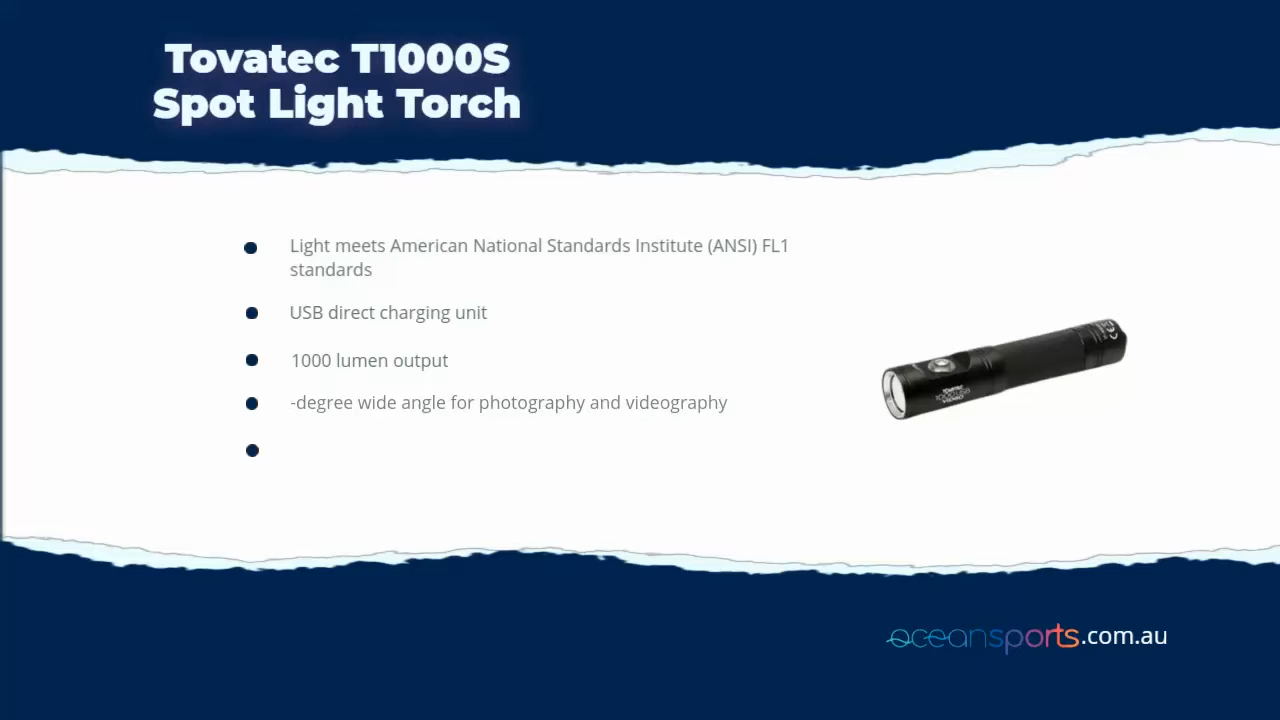 Tovatec T1000S
Spot Light Torch
Light meets American National Standards Institute (ANSI) FL1
standards
USB direct charging unit
1000 lumen output
-degree wide angle for photography and videography
TOVATEC
oceansports.com.au